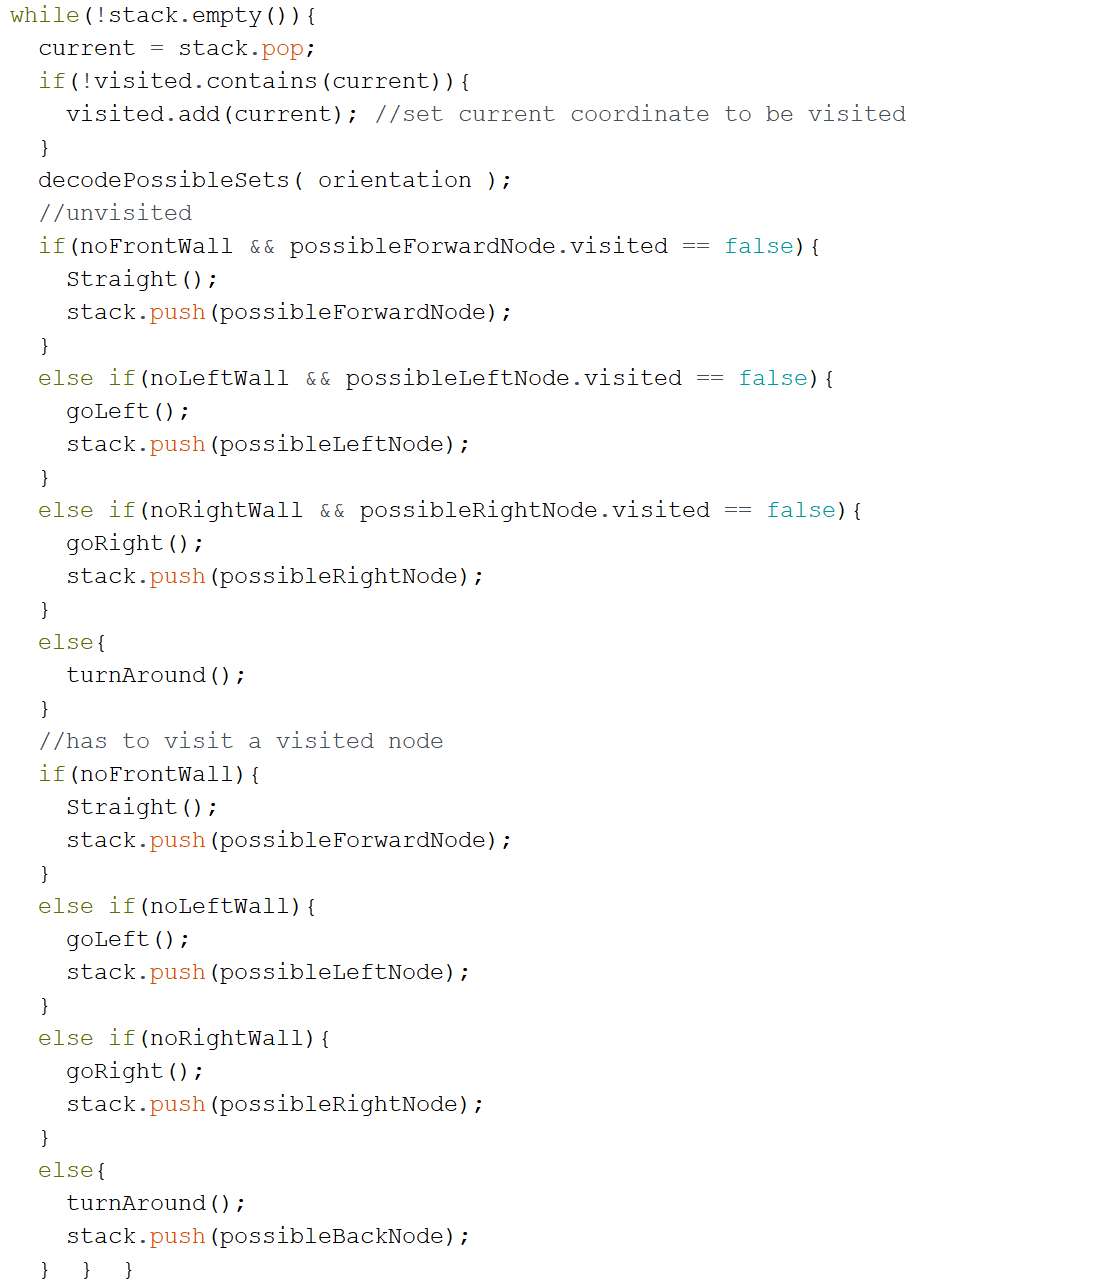 while(!stack.empty()){
  current = stack.pop;
  if(!visited.contains(current)){
    visited.add(current); //set current coordinate to be visited
  }
  decodePossibleSets( orientation );
  //unvisited
  if(noFrontWall && possibleForwardNode.visited == false){
    Straight();
    stack.push(possibleForwardNode);
  }
  else if(noLeftWall && possibleLeftNode.visited == false){
    goLeft();
    stack.push(possibleLeftNode);
  }
  else if(noRightWall && possibleRightNode.visited == false){
    goRight();
    stack.push(possibleRightNode);
  }
  else{
    turnAround();
  }
  //has to visit a visited node
  if(noFrontWall){
    Straight();
    stack.push(possibleForwardNode);
  }
  else if(noLeftWall){
    goLeft();
    stack.push(possibleLeftNode);
  }
  else if(noRightWall){
    goRight();
    stack.push(possibleRightNode);
  }
  else{
    turnAround();
    stack.push(possibleBackNode);
  }  }  }